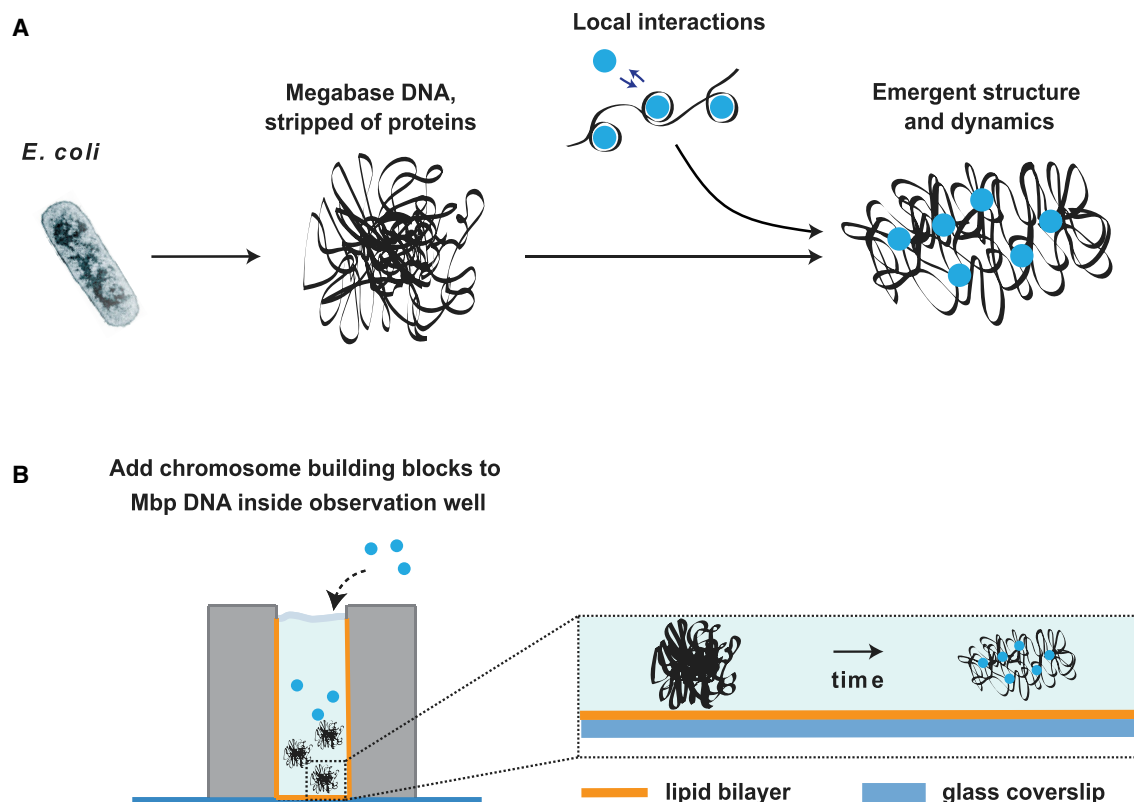 A
Local interactions
Megabase DNA,
stripped of proteins
Emergent structure
and dynamics
E. coli
B
Add chromosome building blocks to
Mbp DNA inside observation well
time
lipid bilayer
glass coverslip